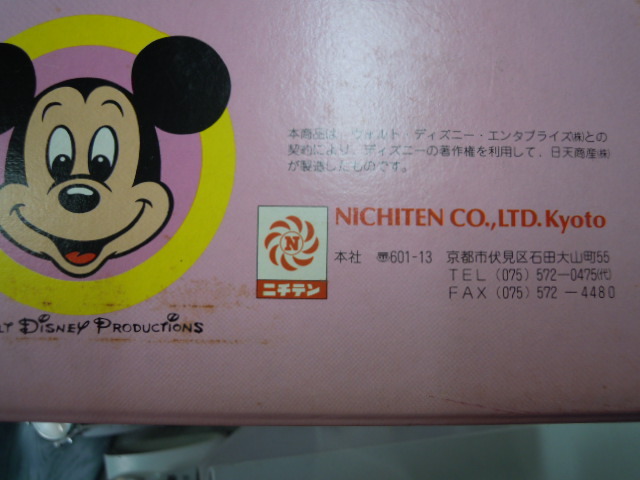 本商品は、ウォルト・ディズニー・エンタプライズ㈱との
契約により、ディズニーの著作権を利用して、日天商産㈱
が製造したものです。
N
ニチテン
NICHITEN CO.,LTD.Kyoto
本社 〠601-13 京都市伏見区石田大山町55
TEL (075) 572-0475㈹
FAX (075) 572-4480
LT DISNEY PRODUCTIONS